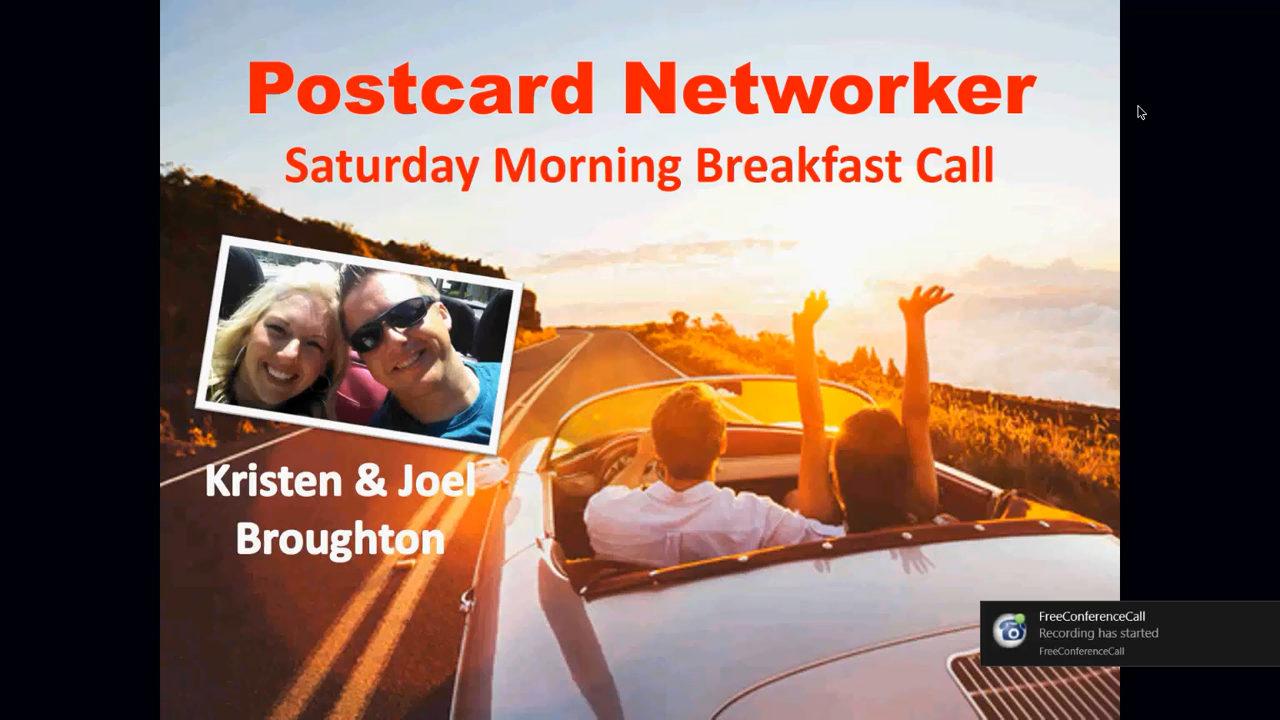 Postcard Networker
Saturday Morning Breakfast Call
Kristen & Joel
Broughton
FreeConferenceCall
Recording has started
FreeConferenceCall